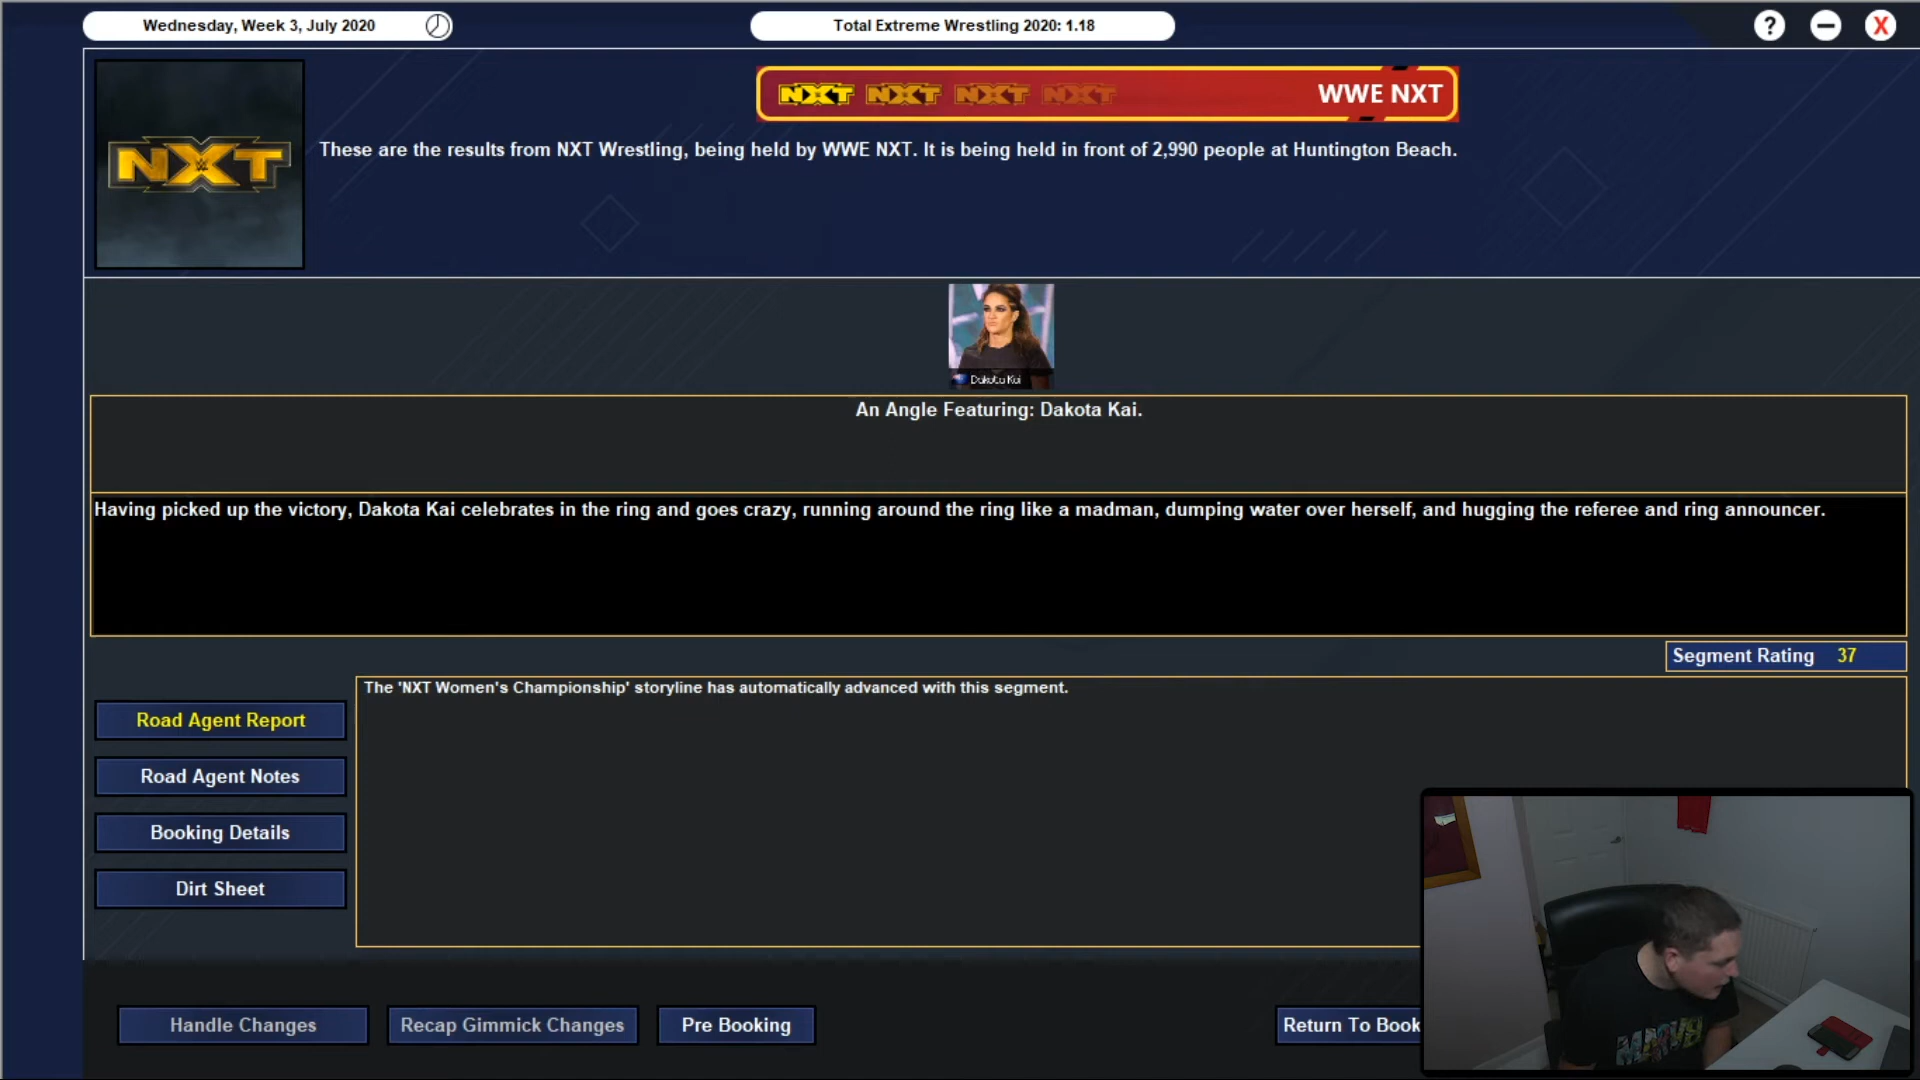 Wednesday, Week 3, July 2020
Total Extreme Wrestling 2020: 1.18
?
X
NXT NXT NXT NXT
WWE NXT
NXT
These are the results from NXT Wrestling, being held by WWE NXT. It is being held in front of 2,990 people at Huntington Beach.
Dakota Kai
An Angle Featuring: Dakota Kai.
Having picked up the victory, Dakota Kai celebrates in the ring and goes crazy, running around the ring like a madman, dumping water over herself, and hugging the referee and ring announcer.
Segment Rating 37
The 'NXT Women's Championship' storyline has automatically advanced with this segment.
Road Agent Report
Road Agent Notes
Booking Details
Dirt Sheet
MARVEL
Handle Changes
Recap Gimmick Changes
Pre Booking
Return To Book